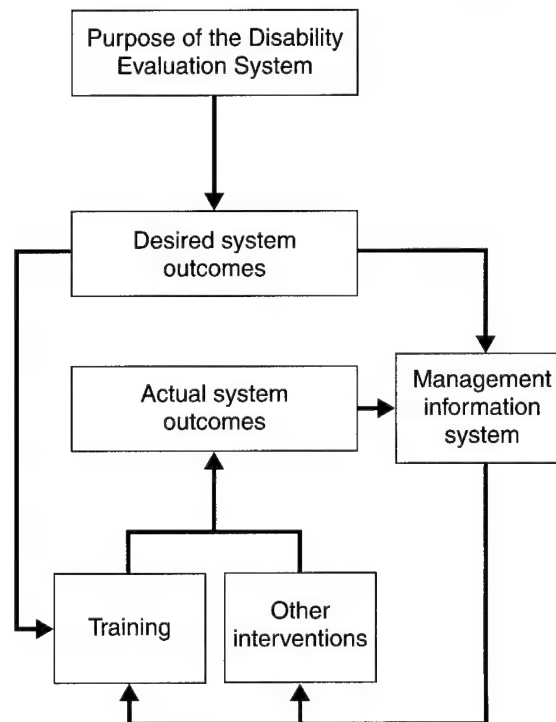 Purpose of the Disability
Evaluation System
Desired system
outcomes
Actual system
outcomes
Management
information
system
Training
Other
interventions